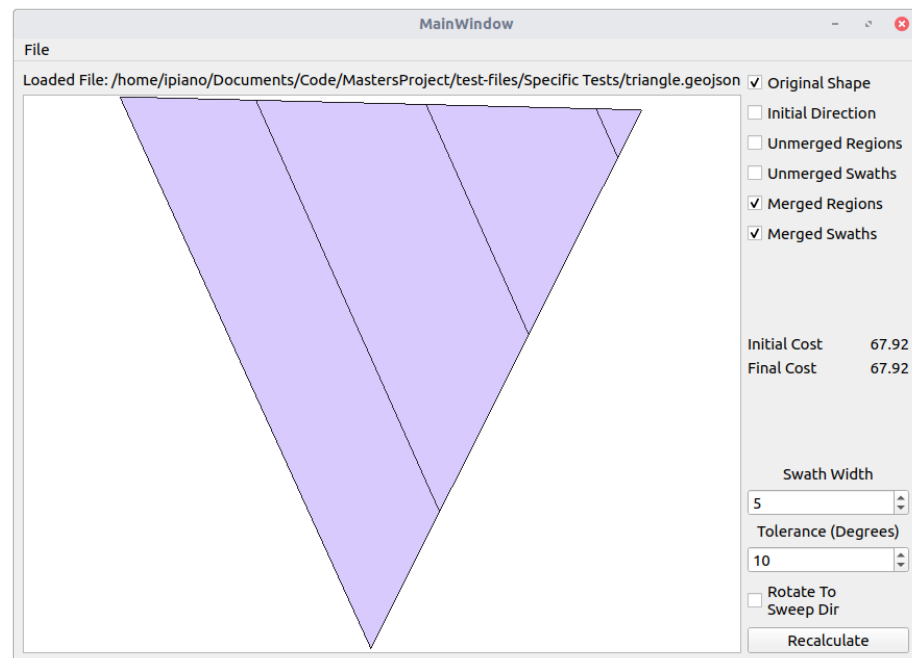 MainWindow
File
Loaded File: /home/ipiano/Documents/Code/MastersProject/test-files/Specific Tests/triangle.geojson
Original Shape
Initial Direction
Unmerged Regions
Unmerged Swaths
Merged Regions
Merged Swaths
Initial Cost 67.92
Final Cost 67.92
Swath Width
5
Tolerance (Degrees)
10
Rotate To
Sweep Dir
Recalculate